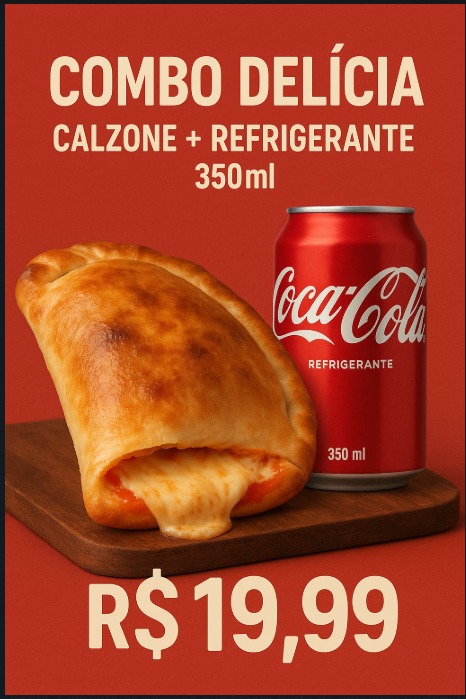 COMBO DELÍCIA
CALZONE + REFRIGERANTE
350ml
Coca-Cola
REFRIGERANTE
350 ml
R$ 19,99